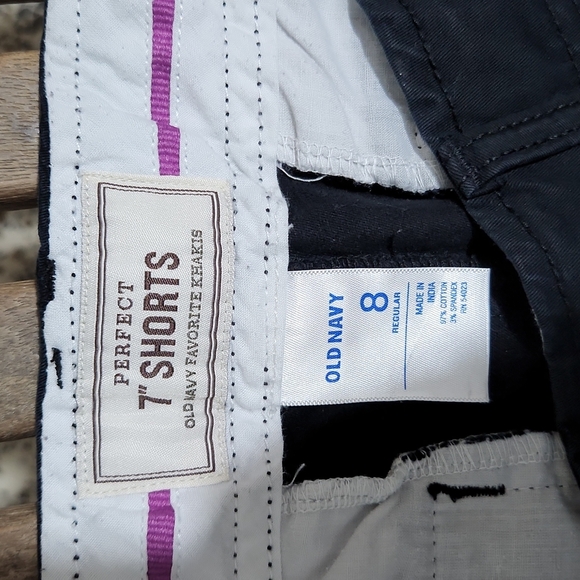 PERFECT
7" SHORTS
OLD NAVY FAVORITE KHAKIS
OLD NAVY
8
REGULAR
MADE IN
INDIA
97% COTTON
3% SPANDEX
RN 54023